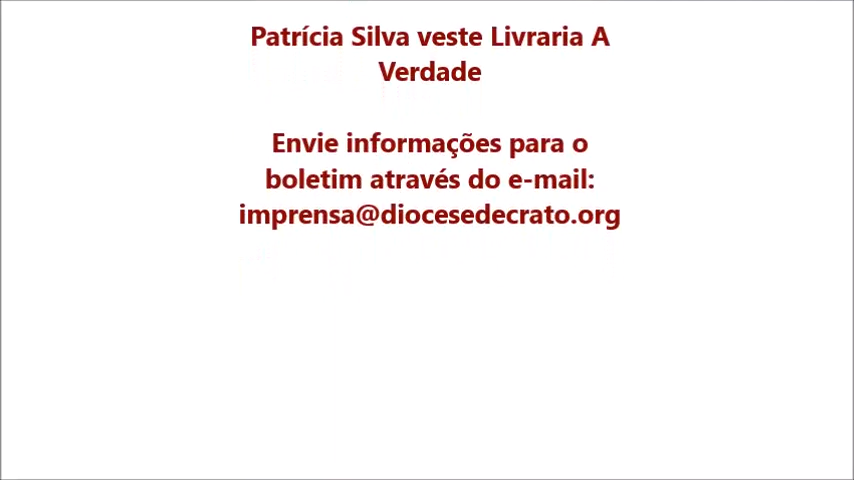 Patrícia Silva veste Livraria A
Verdade
Envie informações para o
boletim através do e-mail:
imprensa@diocesedecrato.org